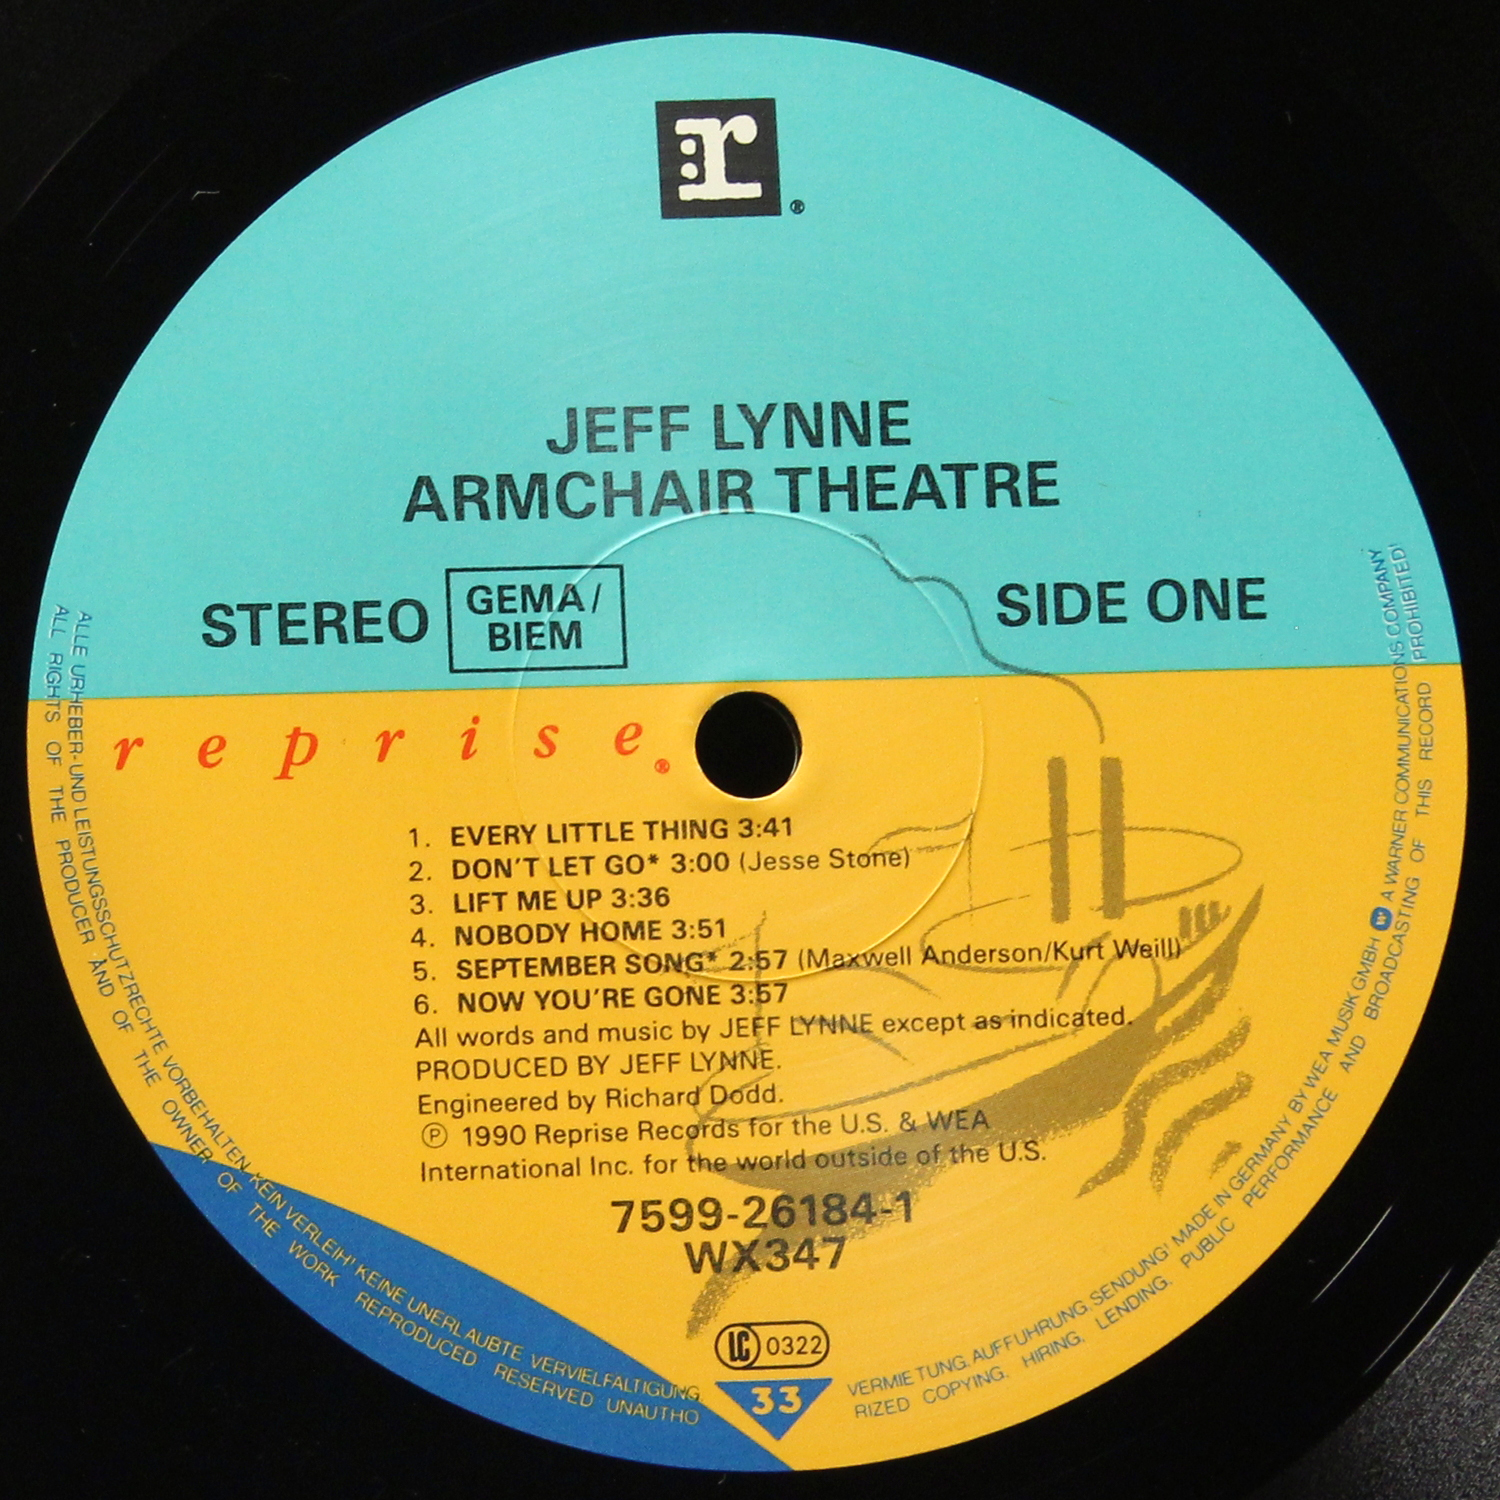 r ®
JEFF LYNNE
ARMCHAIR THEATRE
STEREO
GEMA/
BIEM
SIDE ONE
reprise®
1. EVERY LITTLE THING 3:41
2. DON'T LET GO* 3:00 (Jesse Stone)
3. LIFT ME UP 3:36
4. NOBODY HOME 3:51
5. SEPTEMBER SONG* 2:57 (Maxwell Anderson/Kurt Weill)
6. NOW YOU'RE GONE 3:57
All words and music by JEFF LYNNE except as indicated.
PRODUCED BY JEFF LYNNE.
Engineered by Richard Dodd.
Ⓟ 1990 Reprise Records for the U.S. & WEA
International Inc. for the world outside of the U.S.
7599-26184-1
WX347
LC 0322
33
ALLE URHEBER- UND LEISTUNGSSCHUTZRECHTE VORBEHALTEN KEIN VERLEIH! KEINE UNERLAUBTE VERVIELFALTIGUNG, VERMIETUNG, AUFFUHRUNG, SENDUNG! MADE IN GERMANY BY WEA MUSIK GMBH W A WARNER COMMUNICATIONS COMPANY
ALL RIGHTS OF THE PRODUCER AND OF THE OWNER OF THE WORK REPRODUCED RESERVED UNAUTHORIZED COPYING, HIRING, LENDING, PUBLIC PERFORMANCE AND BROADCASTING OF THIS RECORD PROHIBITED!